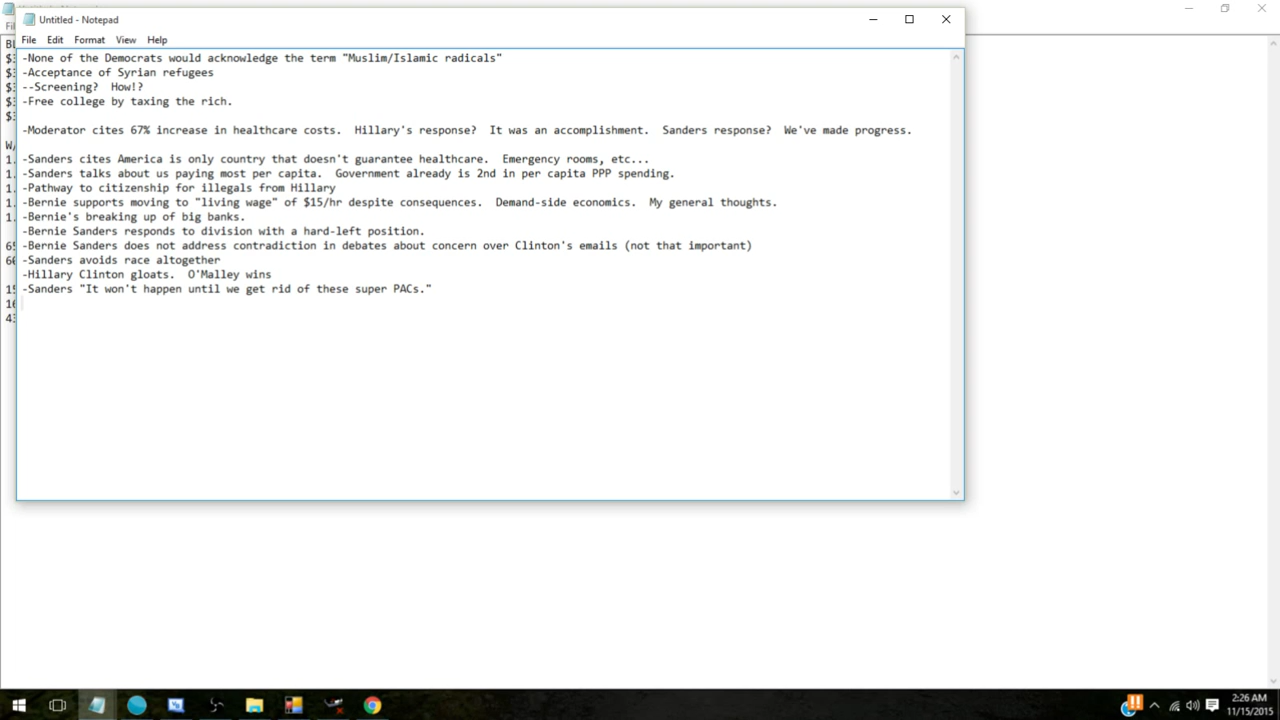 Untitled - Notepad
File Edit Format View Help
-None of the Democrats would acknowledge the term "Muslim/Islamic radicals"
-Acceptance of Syrian refugees
--Screening?  How!?
-Free college by taxing the rich.
-Moderator cites 67% increase in healthcare costs.  Hillary's response?  It was an accomplishment.  Sanders response?  We've made progress.
-Sanders cites America is only country that doesn't guarantee healthcare.  Emergency rooms, etc...
-Sanders talks about us paying most per capita.  Government already is 2nd in per capita PPP spending.
-Pathway to citizenship for illegals from Hillary
-Bernie supports moving to "living wage" of $15/hr despite consequences.  Demand-side economics.  My general thoughts.
-Bernie's breaking up of big banks.
-Bernie Sanders responds to division with a hard-left position.
-Bernie Sanders does not address contradiction in debates about concern over Clinton's emails (not that important)
-Sanders avoids race altogether
-Hillary Clinton gloats.  O'Malley wins
-Sanders "It won't happen until we get rid of these super PACs."
2:26 AM
11/15/2015